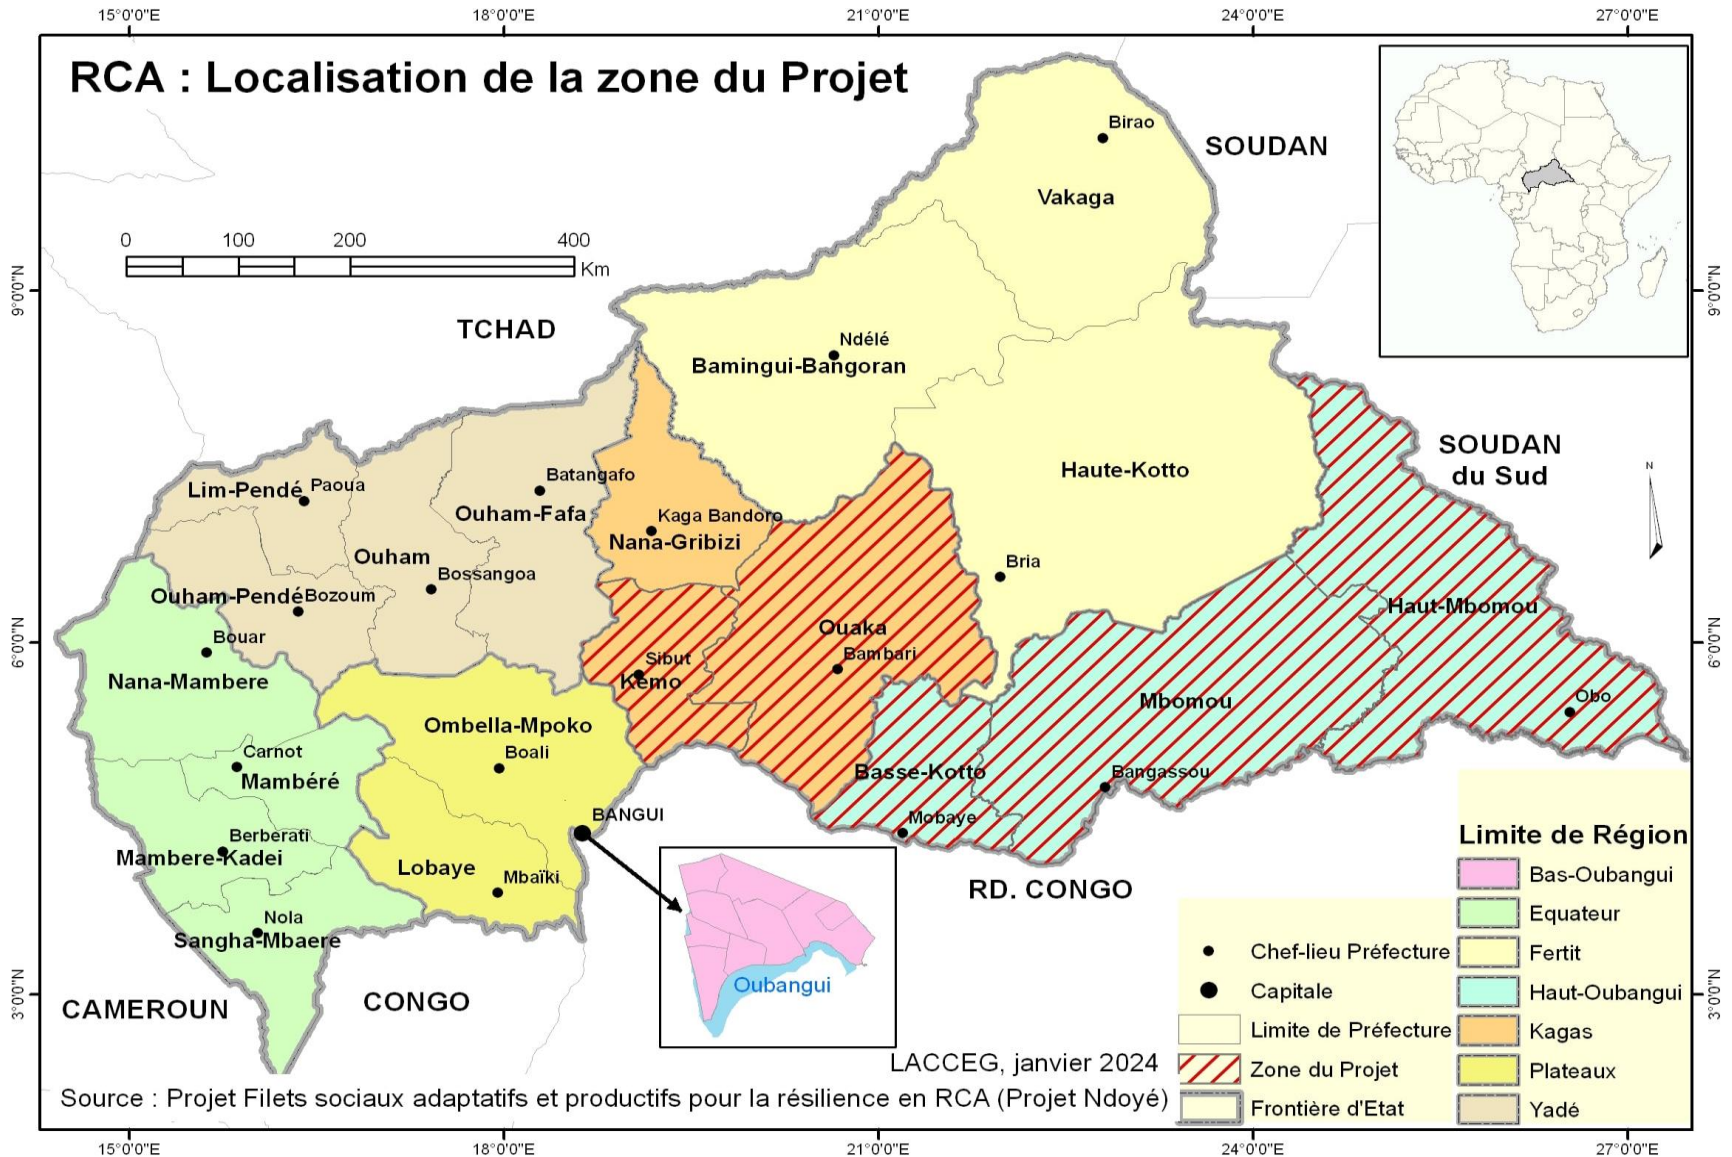 15°0'0"E
18°0'0"E
21°0'0"E
24°0'0"E
27°0'0"E
RCA : Localisation de la zone du Projet
Birao
SOUDAN
Vakaga
0 100 200 400
Km
9°0'0"N
9°0'0"N
TCHAD
Ndélé
Bamingui-Bangoran
SOUDAN
du Sud
N
Haute-Kotto
Batangafo
Lim-Pendé
Paoua
Ouham-Fafa
Kaga Bandoro
Nana-Gribizi
Ouham
Bria
Bossangoa
Ouham-Pendé
Bozoum
Haut-Mbomou
Ouaka
Bouar
6°0'0"N
6°0'0"N
Bambari
Sibut
Kémo
Nana-Mambere
Obo
Mbomou
Ombella-Mpoko
Carnot
Boali
Mambéré
Basse-Kotto
Bangassou
BANGUI
Mobaye
Berberati
Mambere-Kadei
Lobaye
Mbaïki
RD. CONGO
Nola
Sangha-Mbaere
Oubangui
3°0'0"N
3°0'0"N
CAMEROUN
CONGO
Limite de Région
Bas-Oubangui
Equateur
Fertit
Haut-Oubangui
Kagas
Plateaux
Yadé
Chef-lieu Préfecture
Capitale
Limite de Préfecture
Zone du Projet
Frontière d'Etat
LACCEG, janvier 2024
Source : Projet Filets sociaux adaptatifs et productifs pour la résilience en RCA (Projet Ndoyé)
15°0'0"E
18°0'0"E
21°0'0"E
24°0'0"E
27°0'0"E